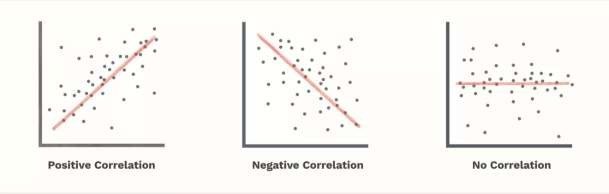 Positive Correlation
Negative Correlation
No Correlation